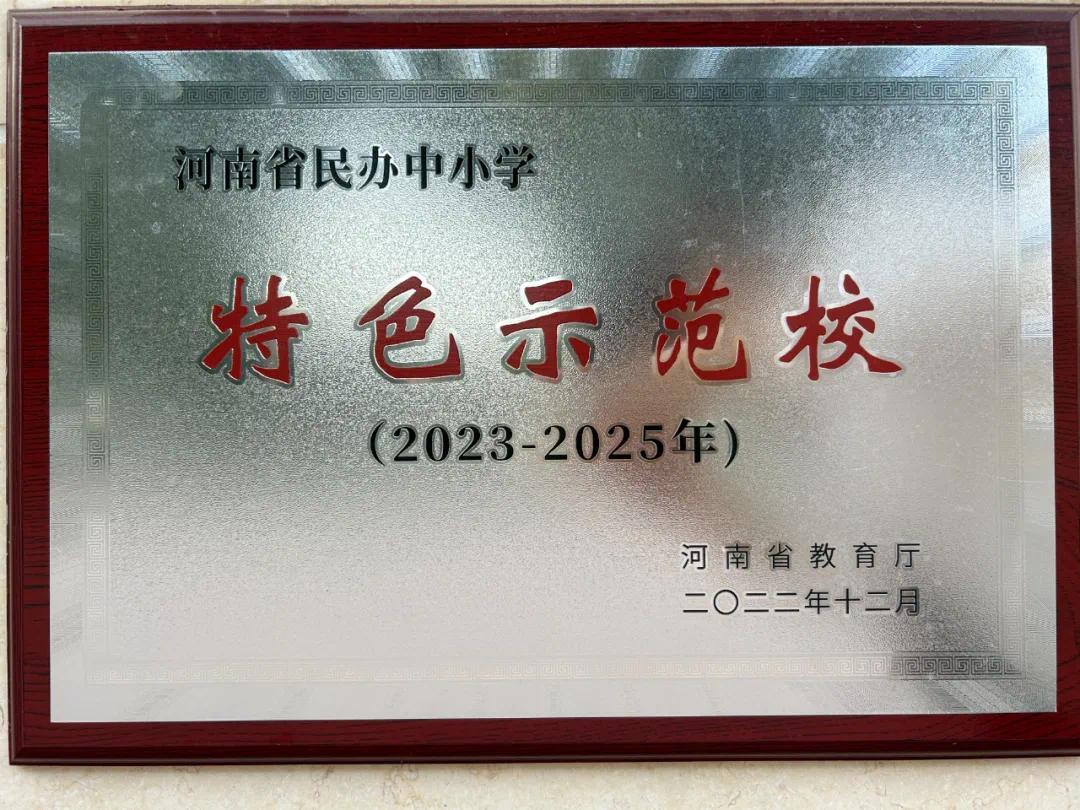 河南省民办中小学
特色示范校
(2023-2025年)
河南省教育厅
二〇二二年十二月